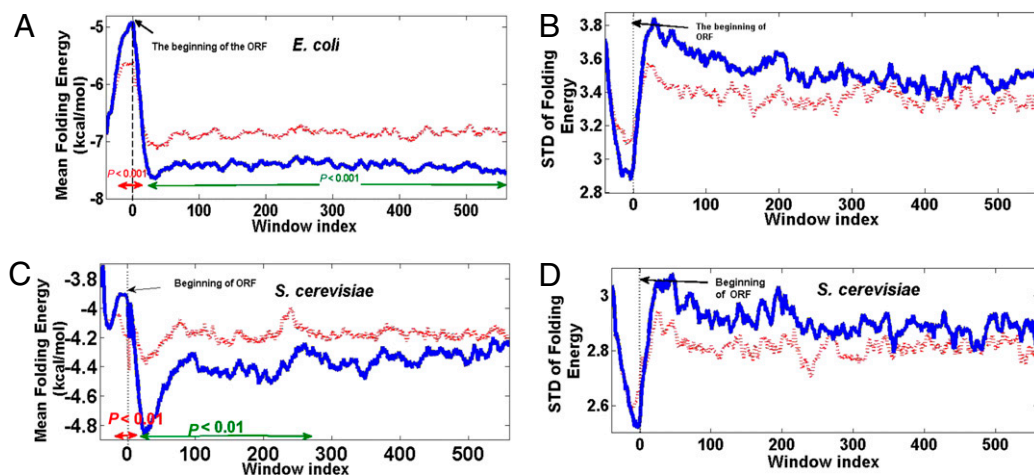 A
Mean Folding Energy
(kcal/mol)
-5
-6
-7
-8
The beginning of the ORF
E. coli
P < 0.001
P < 0.001
0 100 200 300 400 500
Window index
B
STD of Folding
Energy
3.8
3.6
3.4
3.2
3
2.8
The beginning of
ORF
0 100 200 300 400 500
Window index
C
Mean Folding Energy
(kcal/mol)
-3.8
-4
-4.2
-4.4
-4.6
-4.8
Beginning of ORF
S. cerevisiae
P < 0.01
P < 0.01
0 100 200 300 400 500
Window index
D
STD of Folding
Energy
3
2.8
2.6
Beginning
of ORF
S. cerevisiae
0 100 200 300 400 500
Window index